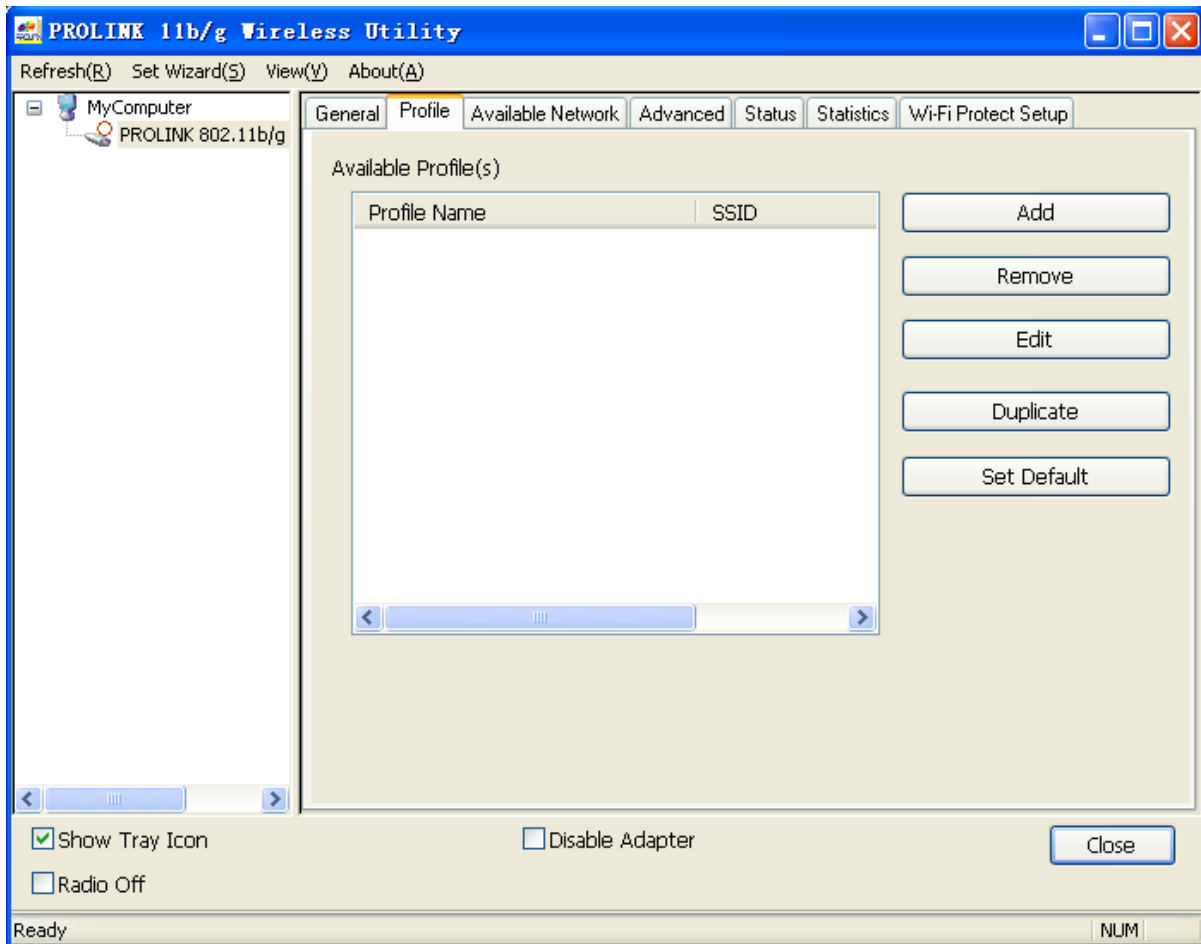 PROLINK 11b/g Wireless Utility
Refresh(R) Set Wizard(S) View(V) About(A)
MyComputer
PROLINK 802.11b/g
General Profile Available Network Advanced Status Statistics Wi-Fi Protect Setup
Available Profile(s)
Profile Name SSID
Add
Remove
Edit
Duplicate
Set Default
Show Tray Icon
Disable Adapter
Close
Radio Off
Ready
NUM